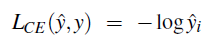 L_CE(ŷ, y) = −log ŷ_i